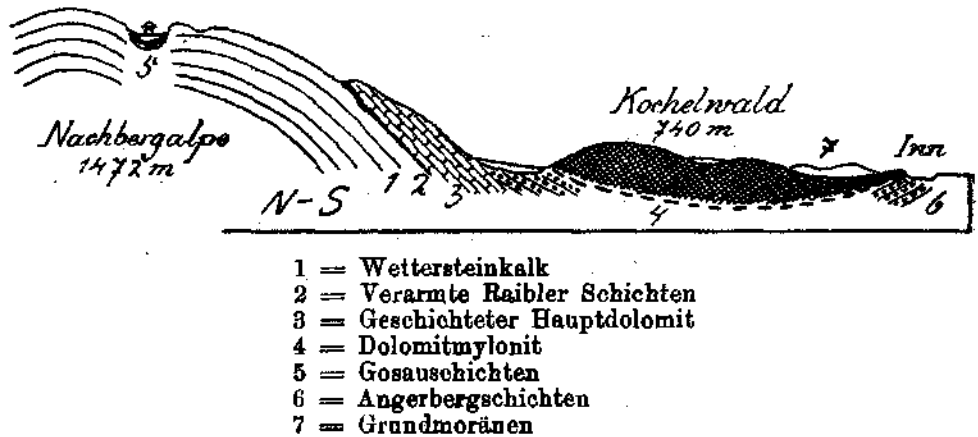 5
Nachbergalpe
1472 m
N-S
1 2 3
Kochelwald
740 m
7
Inn
4
6
1 = Wettersteinkalk
2 = Verarmte Raibler Schichten
3 = Geschichteter Hauptdolomit
4 = Dolomitmylonit
5 = Gosauschichten
6 = Angerbergschichten
7 = Grundmoränen